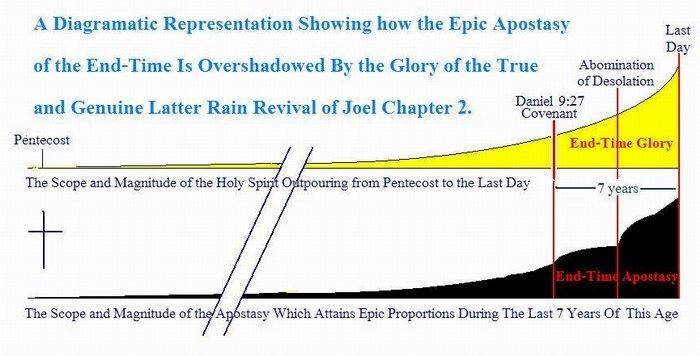 A Diagramatic Representation Showing how the Epic Apostasy
of the End-Time Is Overshadowed By the Glory of the True
and Genuine Latter Rain Revival of Joel Chapter 2.
Last
Day
Abomination
of Desolation
Daniel 9:27
Covenant
Pentecost
End-Time Glory
The Scope and Magnitude of the Holy Spirit Outpouring from Pentecost to the Last Day
7 years
End-Time Apostasy
The Scope and Magnitude of the Apostasy Which Attains Epic Proportions During The Last 7 Years Of This Age